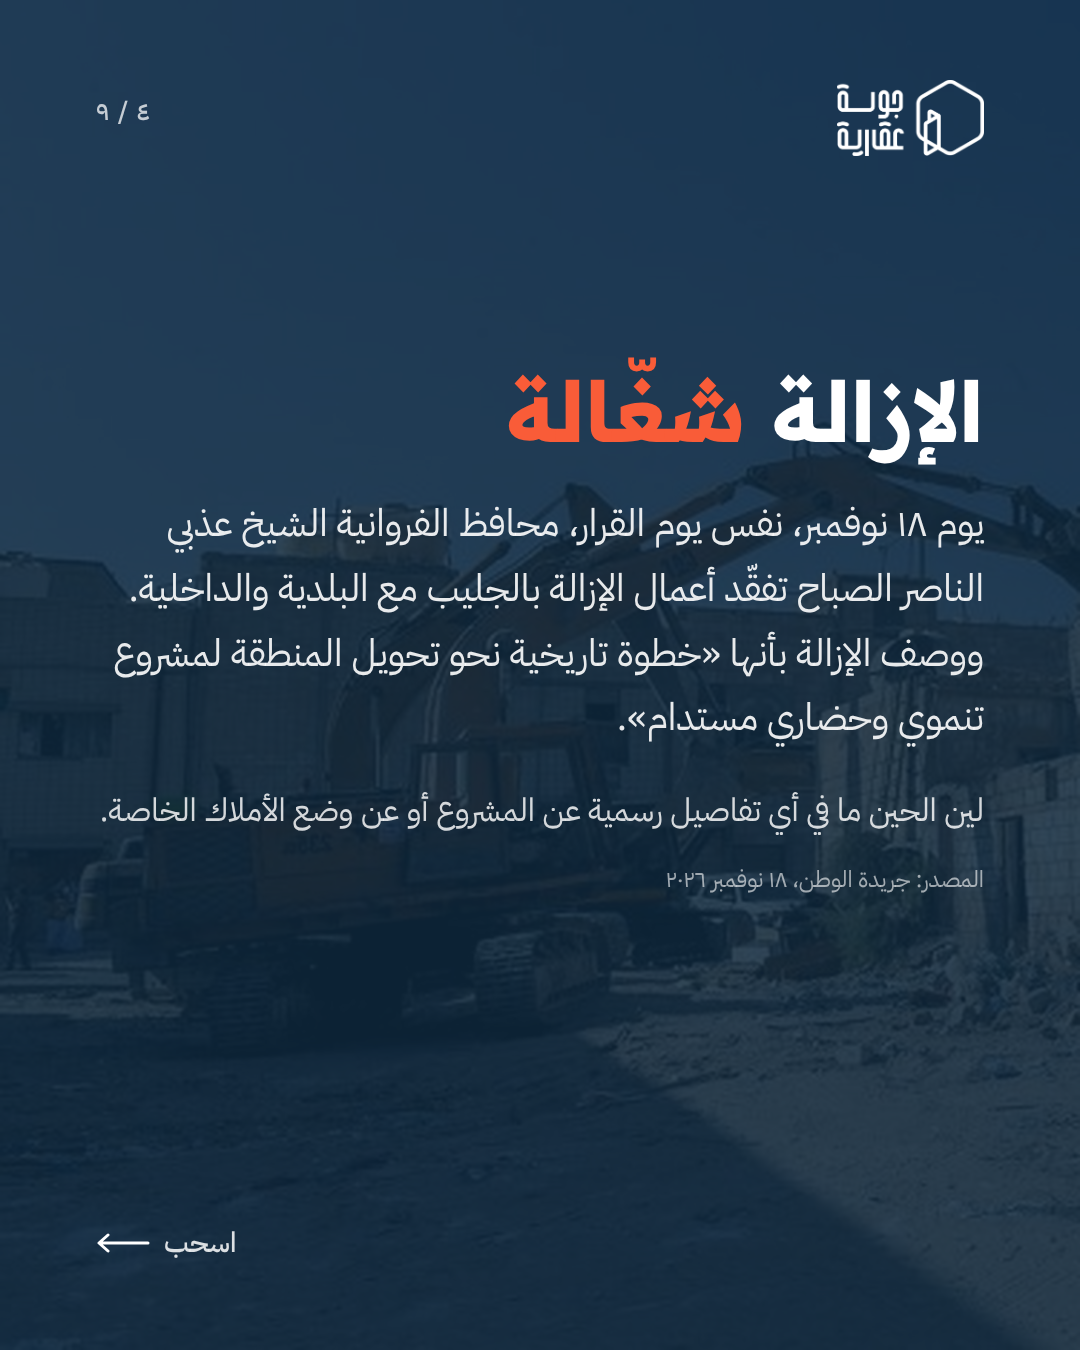 جوبة
عقارية
٤ / ٩
الإزالة شغّالة
يوم ١٨ نوفمبر، نفس يوم القرار، محافظ الفروانية الشيخ عذبي
الناصر الصباح تفقّد أعمال الإزالة بالجليب مع البلدية والداخلية.
ووصف الإزالة بأنها «خطوة تاريخية نحو تحويل المنطقة لمشروع
تنموي وحضاري مستدام».
لين الحين ما في أي تفاصيل رسمية عن المشروع أو عن وضع الأملاك الخاصة.
المصدر: جريدة الوطن، ١٨ نوفمبر ٢٠٢٦
اسحب